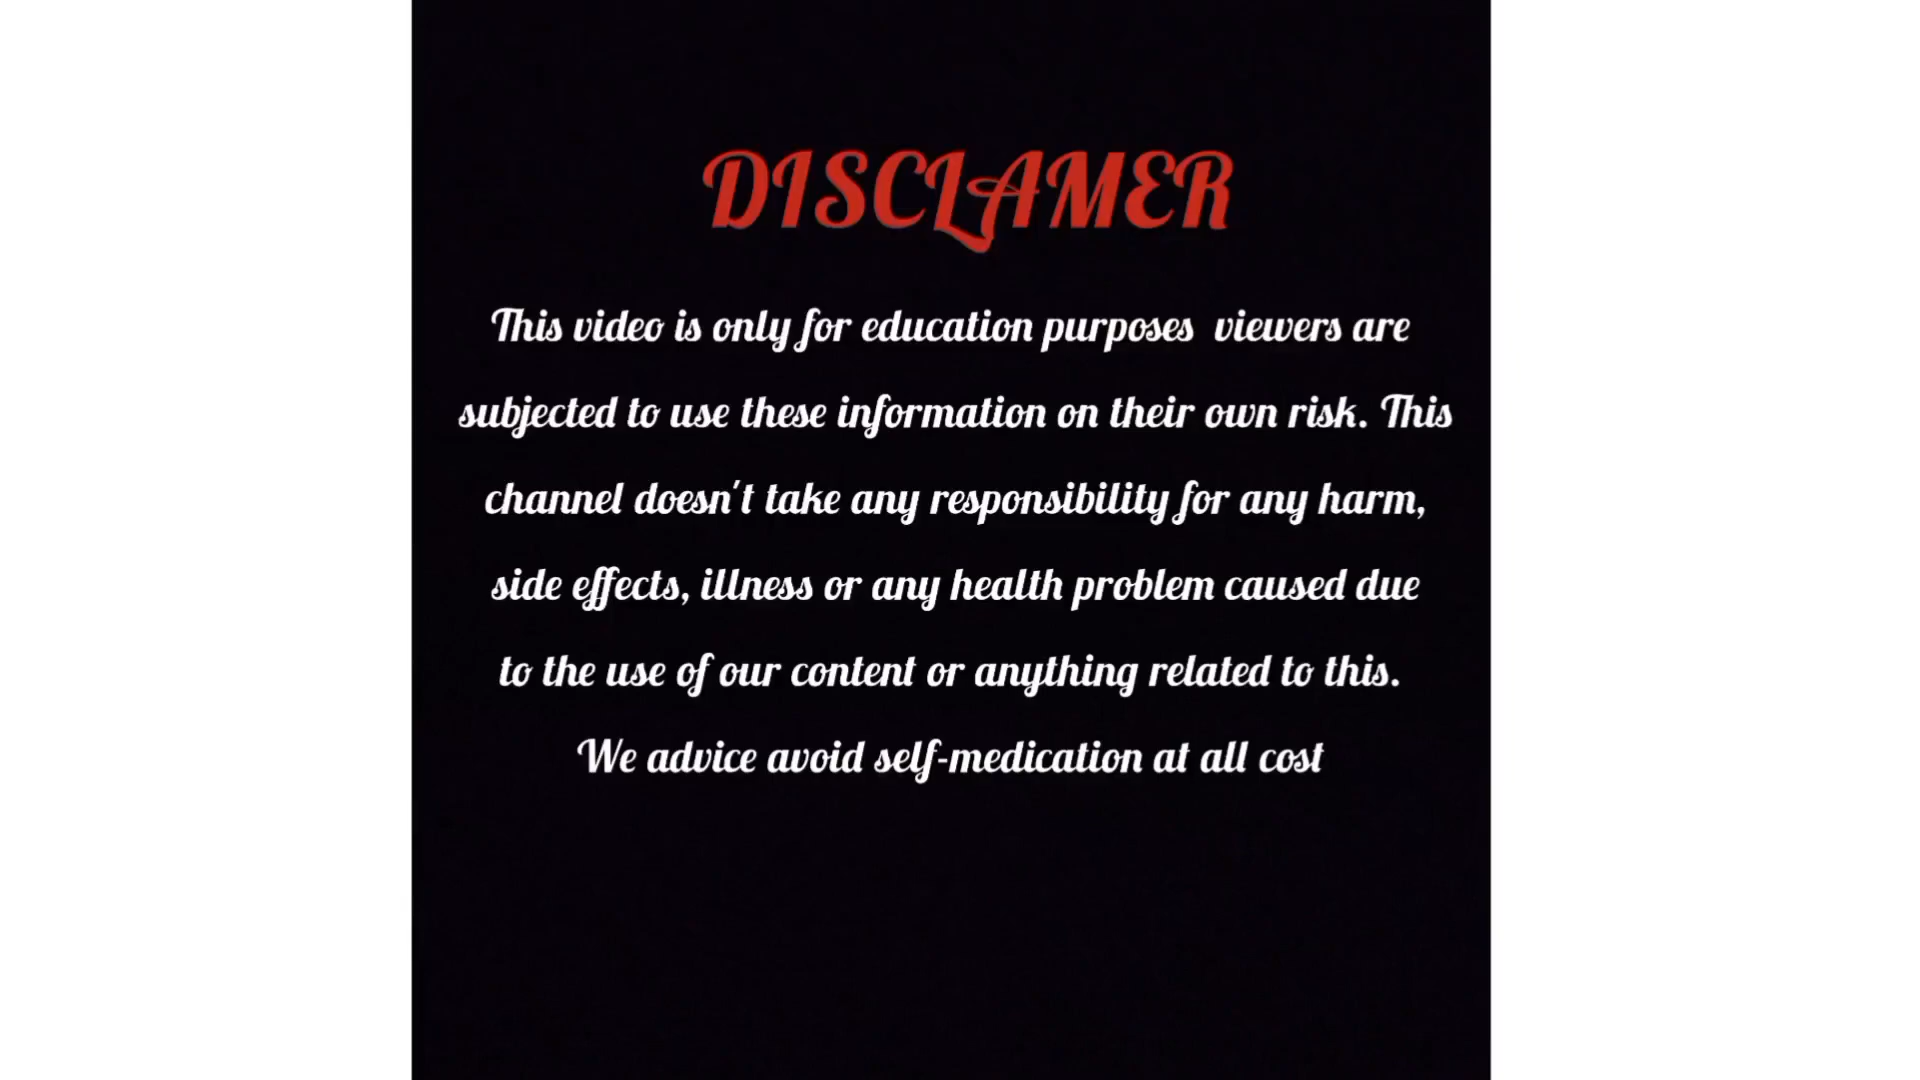 DISCLAMER
This video is only for education purposes viewers are
subjected to use these information on their own risk. This
channel doesn't take any responsibility for any harm,
side effects, illness or any health problem caused due
to the use of our content or anything related to this.
We advice avoid self-medication at all cost